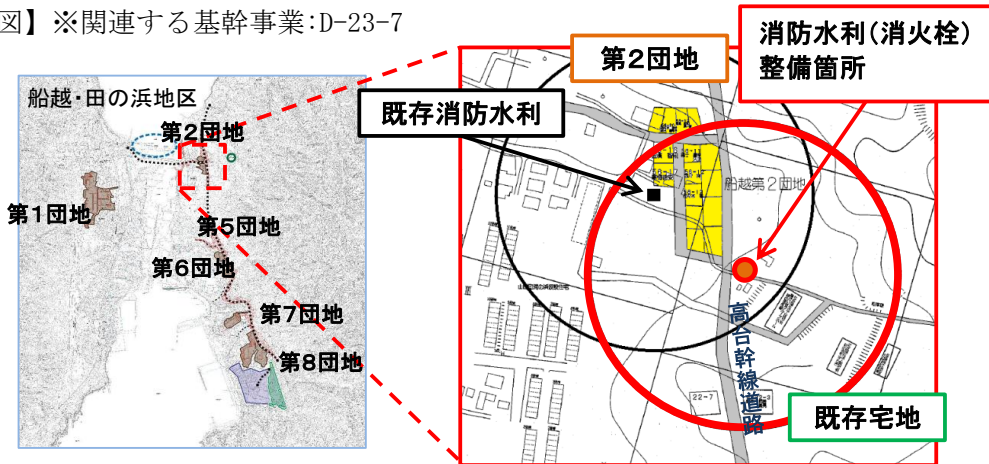 図】※関連する基幹事業:D-23-7
消防水利(消火栓)
整備箇所
第2団地
既存消防水利
船越・田の浜地区
第2団地
第1団地
第5団地
第6団地
第7団地
第8団地
船越第2団地
高台幹線道路
22-7
既存宅地